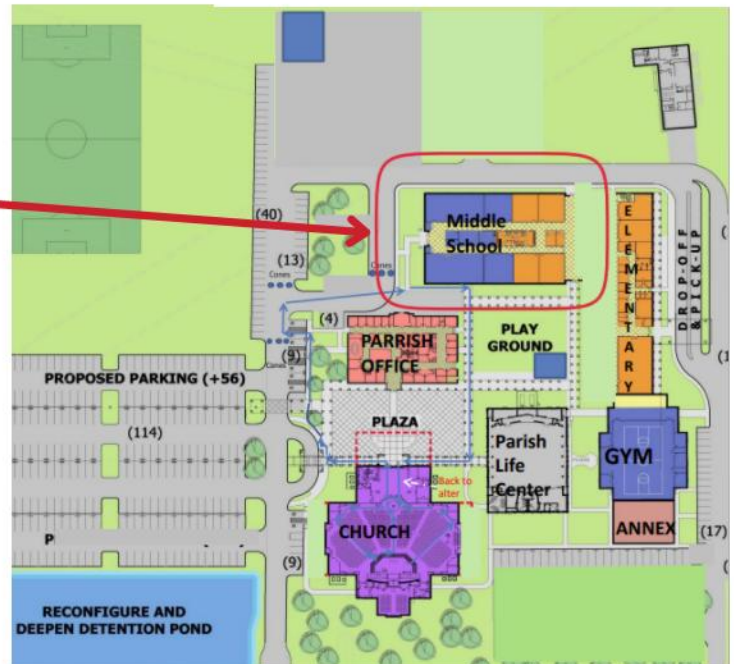 (40)
Middle
School
ELEMENTARY
DROP-OFF
& PICK-UP
(13)
Cones
(4)
PARRISH
OFFICE
PLAY
GROUND
(9)
Cones
PROPOSED PARKING (+56)
PLAZA
(114)
Parish
Life
Center
GYM
Back to
alter
CHURCH
ANNEX
(17)
P
(9)
RECONFIGURE AND
DEEPEN DETENTION POND